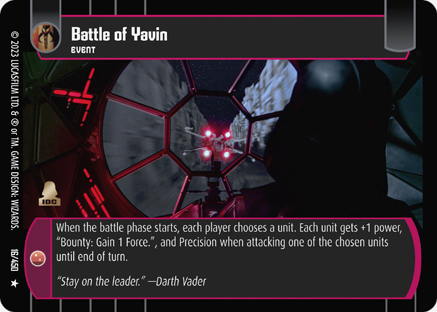 Battle of Yavin
EVENT
IDC
When the battle phase starts, each player chooses a unit. Each unit gets +1 power,
“Bounty: Gain 1 Force.”, and Precision when attacking one of the chosen units
until end of turn.
“Stay on the leader.” —Darth Vader
© 2023 LUCASFILM LTD. & ® or TM. GAME DESIGN: WIZARDS.
16/450